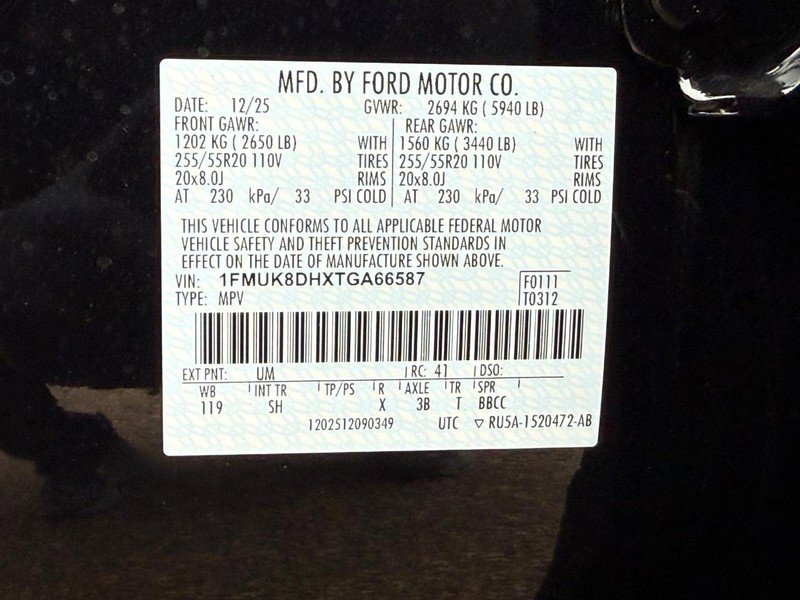 MFD. BY FORD MOTOR CO.
DATE: 12/25 GVWR: 2694 KG ( 5940 LB)
FRONT GAWR: REAR GAWR:
1202 KG ( 2650 LB) WITH 1560 KG ( 3440 LB) WITH
255/55R20 110V TIRES 255/55R20 110V TIRES
20x8.0J RIMS 20x8.0J RIMS
AT 230 kPa/ 33 PSI COLD AT 230 kPa/ 33 PSI COLD
THIS VEHICLE CONFORMS TO ALL APPLICABLE FEDERAL MOTOR
VEHICLE SAFETY AND THEFT PREVENTION STANDARDS IN
EFFECT ON THE DATE OF MANUFACTURE SHOWN ABOVE.
VIN: 1FMUK8DHXTGA66587 F0111
TYPE: MPV T0312
EXT PNT: UM RC: 41 DSO:
WB INT TR TP/PS R AXLE TR SPR
119 SH X 3B T BBCC
1202512090349 UTC ▽ RU5A-1520472-AB